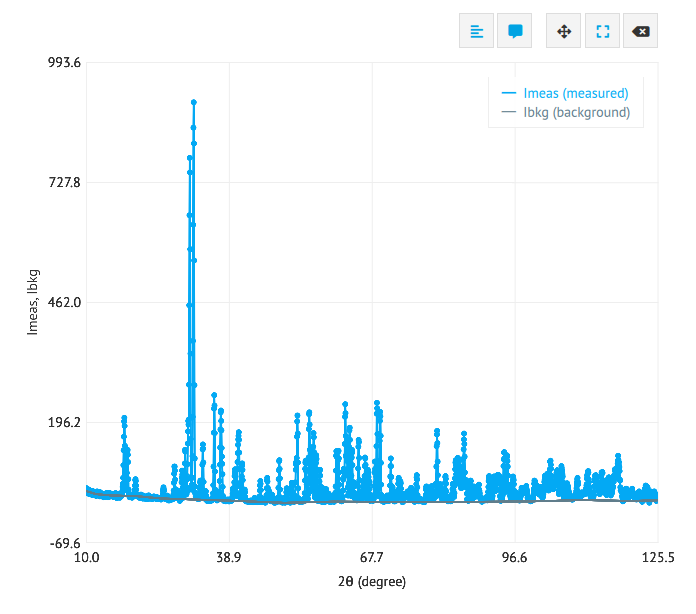 993.6
Imeas (measured)
Ibkg (background)
727.8
Imeas, Ibkg
462.0
196.2
-69.6
10.0 38.9 67.7 96.6 125.5
2θ (degree)